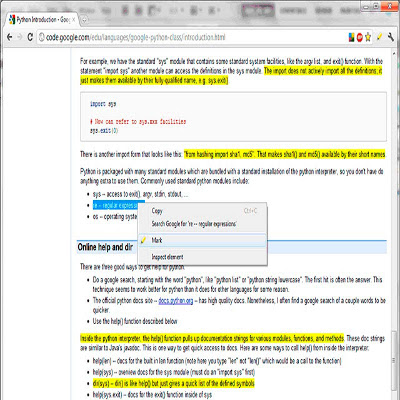 Python Introduction - Goo
code.google.com/edu/languages/google-python-class/introduction.html
For example, we have the standard "sys" module that contains some standard system facilities, like the argv list, and exit() function. With the
statement "import sys" another module can access the definitions in the sys module. The import does not actively import all the definitions, it
just makes them available by their fully-qualified name, e.g. sys.exit()
import sys
# Now can refer to sys.xxx facilities
sys.exit(0)
There is another import form that looks like this: "from hashing import sha1, md5". That makes sha1() and md5() available by their short names
Python is packaged with many standard modules which are bundled with a standard installation of the python interpreter, so you don't have do
anything extra to use them. Commonly used standard python modules include:
sys -- access to exit(), argv, stdin, stdout, ...
re -- regular expression
os -- operating system
Copy Ctrl+C
Search Google for 're -- regular expressions'
Mark
Inspect element
Online help and dir
There are three good ways to get help for python.
Do a google search, starting with the word "python", like "python list" or "python string lowercase". The first hit is often the answer. This
technique seems to work better for python than it does for other languages for some reason.
The official python docs site -- docs.python.org -- has high quality docs. Nonetheless, I often find a google search of a couple words to be
quicker.
Use the help() function described below
Inside the python interpreter, the help() function pulls up documentation strings for various modules, functions, and methods. These doc strings
are similar to Java's javadoc. This is one way to get quick access to docs. Here are some ways to call help() from inside the interpreter:
help(len) -- docs for the built in len function (note here you type "len" not "len()" which would be a call to the function)
help(sys) -- overview docs for the sys module (must do an "import sys" first)
dir(sys) -- dir() is like help() but just gives a quick list of the defined symbols
help(sys.exit) -- docs for the exit() function inside of sys